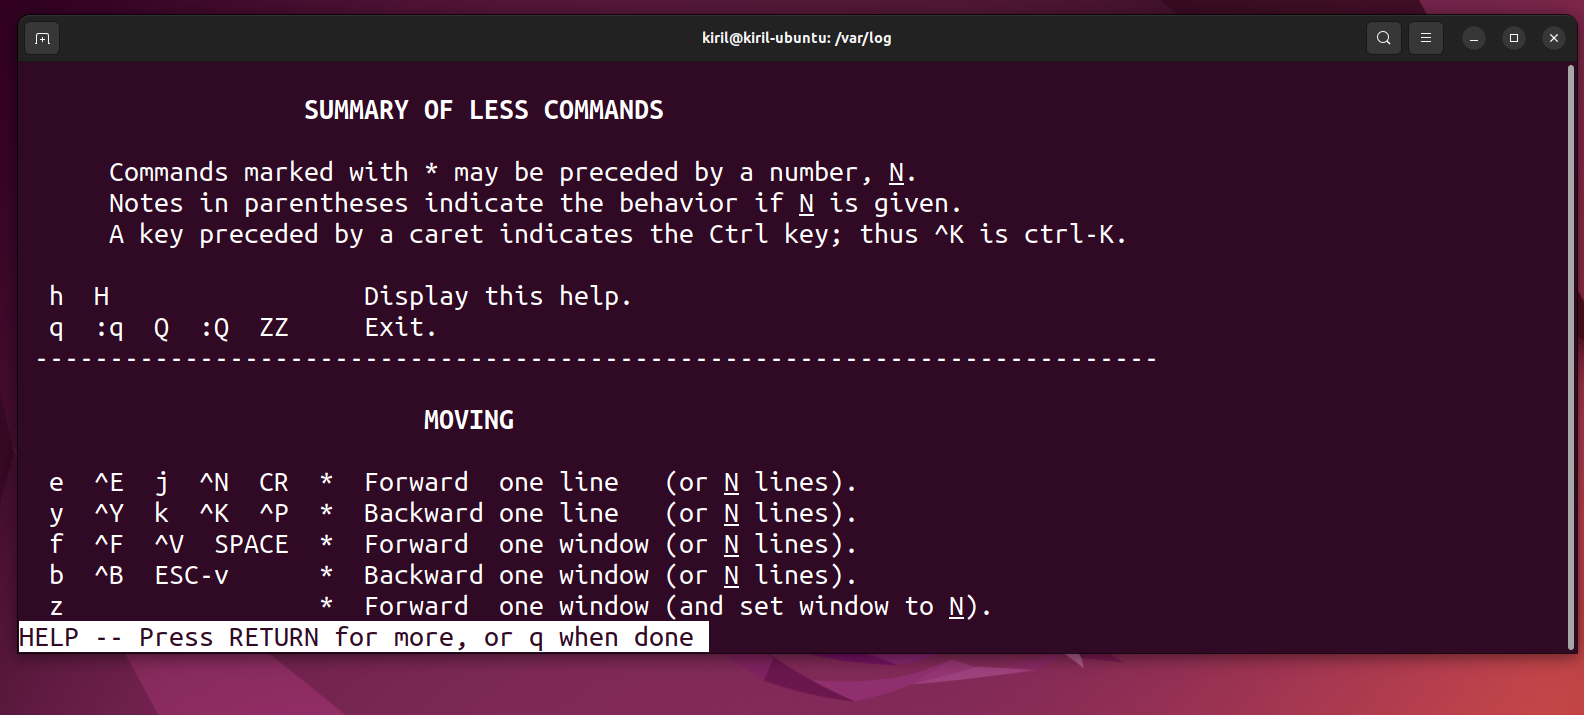 kiril@kiril-ubuntu: /var/log
SUMMARY OF LESS COMMANDS
Commands marked with * may be preceded by a number, N.
Notes in parentheses indicate the behavior if N is given.
A key preceded by a caret indicates the Ctrl key; thus ^K is ctrl-K.
h  H                 Display this help.
q  :q  Q  :Q  ZZ     Exit.
---------------------------------------------------------------------------
MOVING
e  ^E  j  ^N  CR  *  Forward  one line   (or N lines).
y  ^Y  k  ^K  ^P  *  Backward one line   (or N lines).
f  ^F  ^V  SPACE  *  Forward  one window (or N lines).
b  ^B  ESC-v      *  Backward one window (or N lines).
z                 *  Forward  one window (and set window to N).
HELP -- Press RETURN for more, or q when done